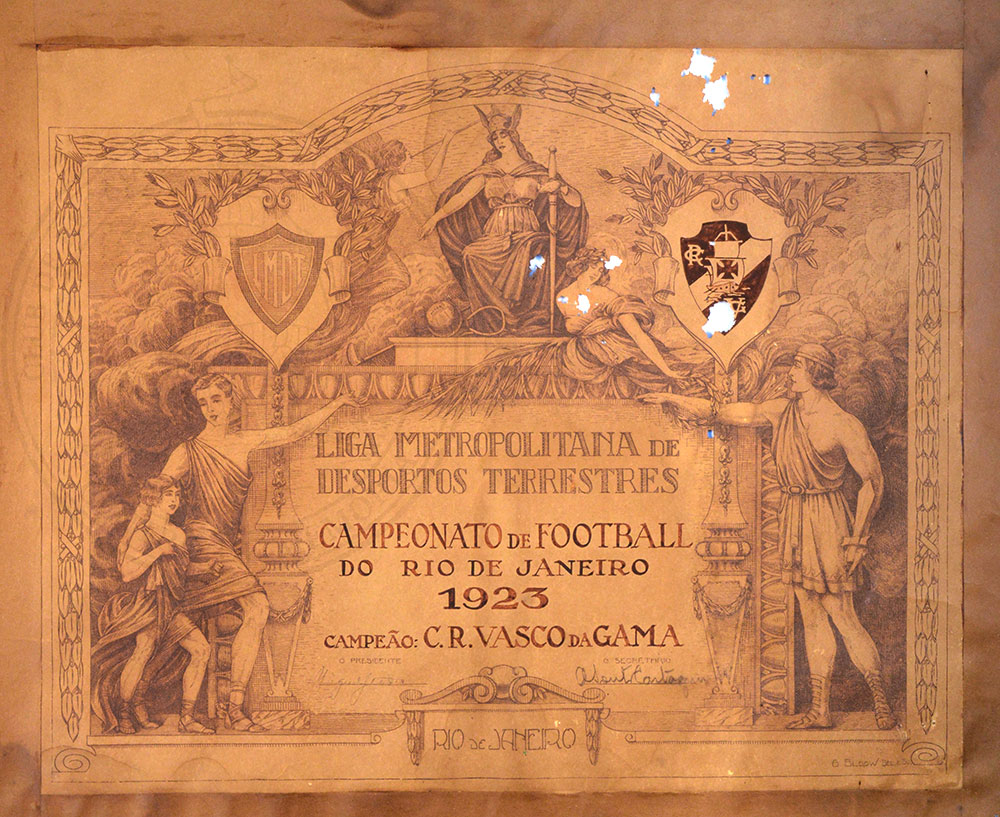 LMDT
CR
V
LIGA METROPOLITANA DE
DESPORTOS TERRESTRES
CAMPEONATO DE FOOTBALL
DO RIO DE JANEIRO
1923
CAMPEÃO: C. R. VASCO DA GAMA
O PRESIDENTE
O SECRETARIO
RIO DE JANEIRO